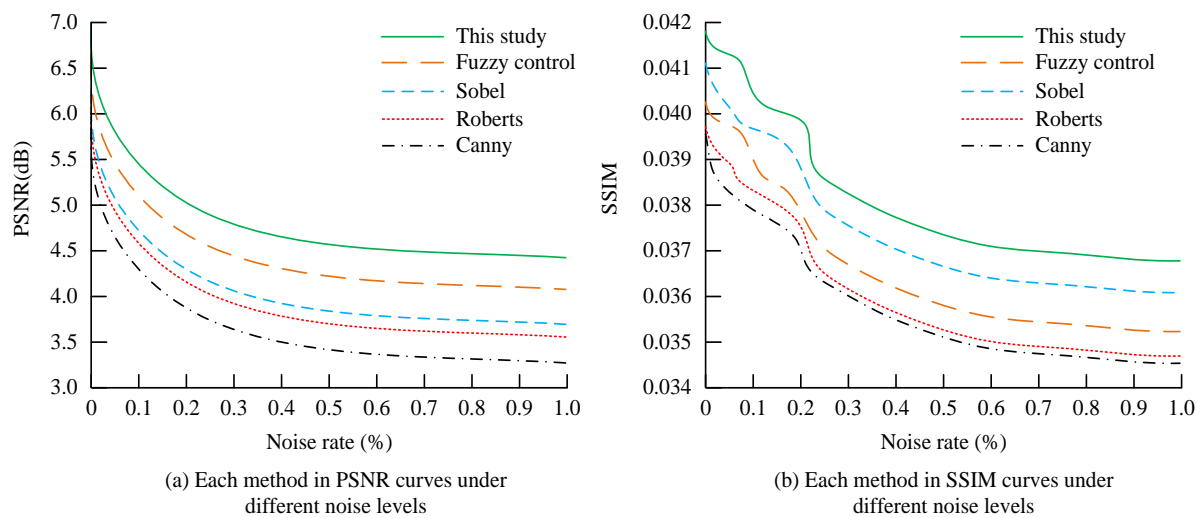 7.0
6.5
6.0
5.5
5.0
4.5
4.0
3.5
3.0
PSNR(dB)
0 0.1 0.2 0.3 0.4 0.5 0.6 0.7 0.8 0.9 1.0
Noise rate (%)
This study
Fuzzy control
Sobel
Roberts
Canny
(a) Each method in PSNR curves under
different noise levels
0.042
0.041
0.040
0.039
0.038
0.037
0.036
0.035
0.034
SSIM
0 0.1 0.2 0.3 0.4 0.5 0.6 0.7 0.8 0.9 1.0
Noise rate (%)
This study
Fuzzy control
Sobel
Roberts
Canny
(b) Each method in SSIM curves under
different noise levels